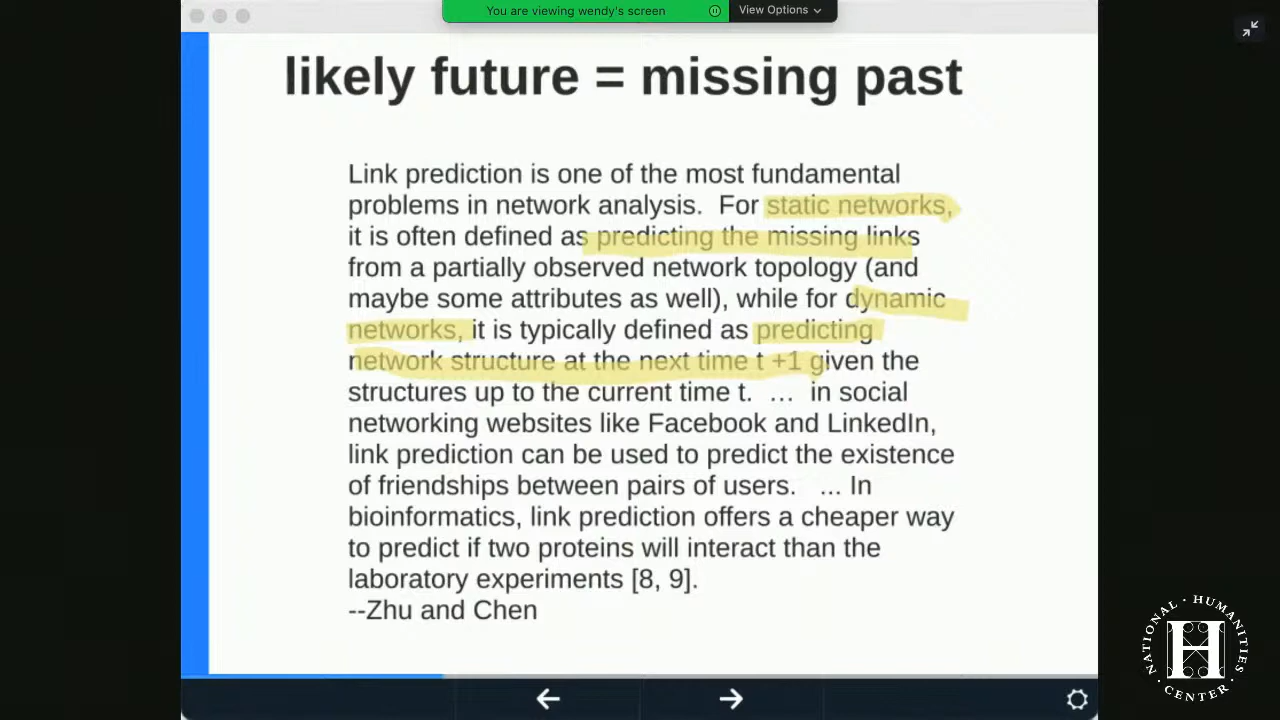 You are viewing wendy's screen
View Options
likely future = missing past
Link prediction is one of the most fundamental
problems in network analysis.  For static networks,
it is often defined as predicting the missing links
from a partially observed network topology (and
maybe some attributes as well), while for dynamic
networks, it is typically defined as predicting
network structure at the next time t +1 given the
structures up to the current time t.  ...  in social
networking websites like Facebook and LinkedIn,
link prediction can be used to predict the existence
of friendships between pairs of users.   ... In
bioinformatics, link prediction offers a cheaper way
to predict if two proteins will interact than the
laboratory experiments [8, 9].
--Zhu and Chen
NATIONAL · HUMANITIES · CENTER ·
H